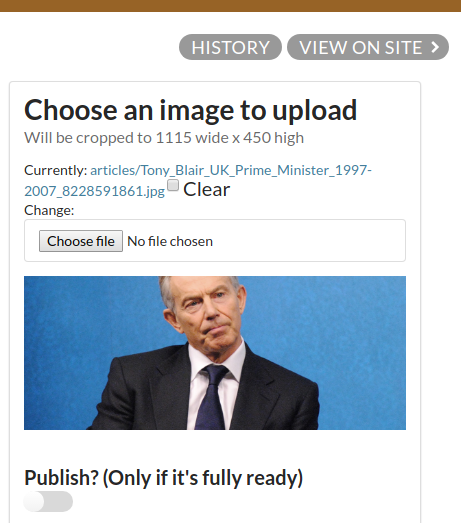 HISTORY
VIEW ON SITE
Choose an image to upload
Will be cropped to 1115 wide x 450 high
Currently: articles/Tony_Blair_UK_Prime_Minister_1997-
2007_8228591861.jpg Clear
Change:
Choose file No file chosen
Publish? (Only if it's fully ready)